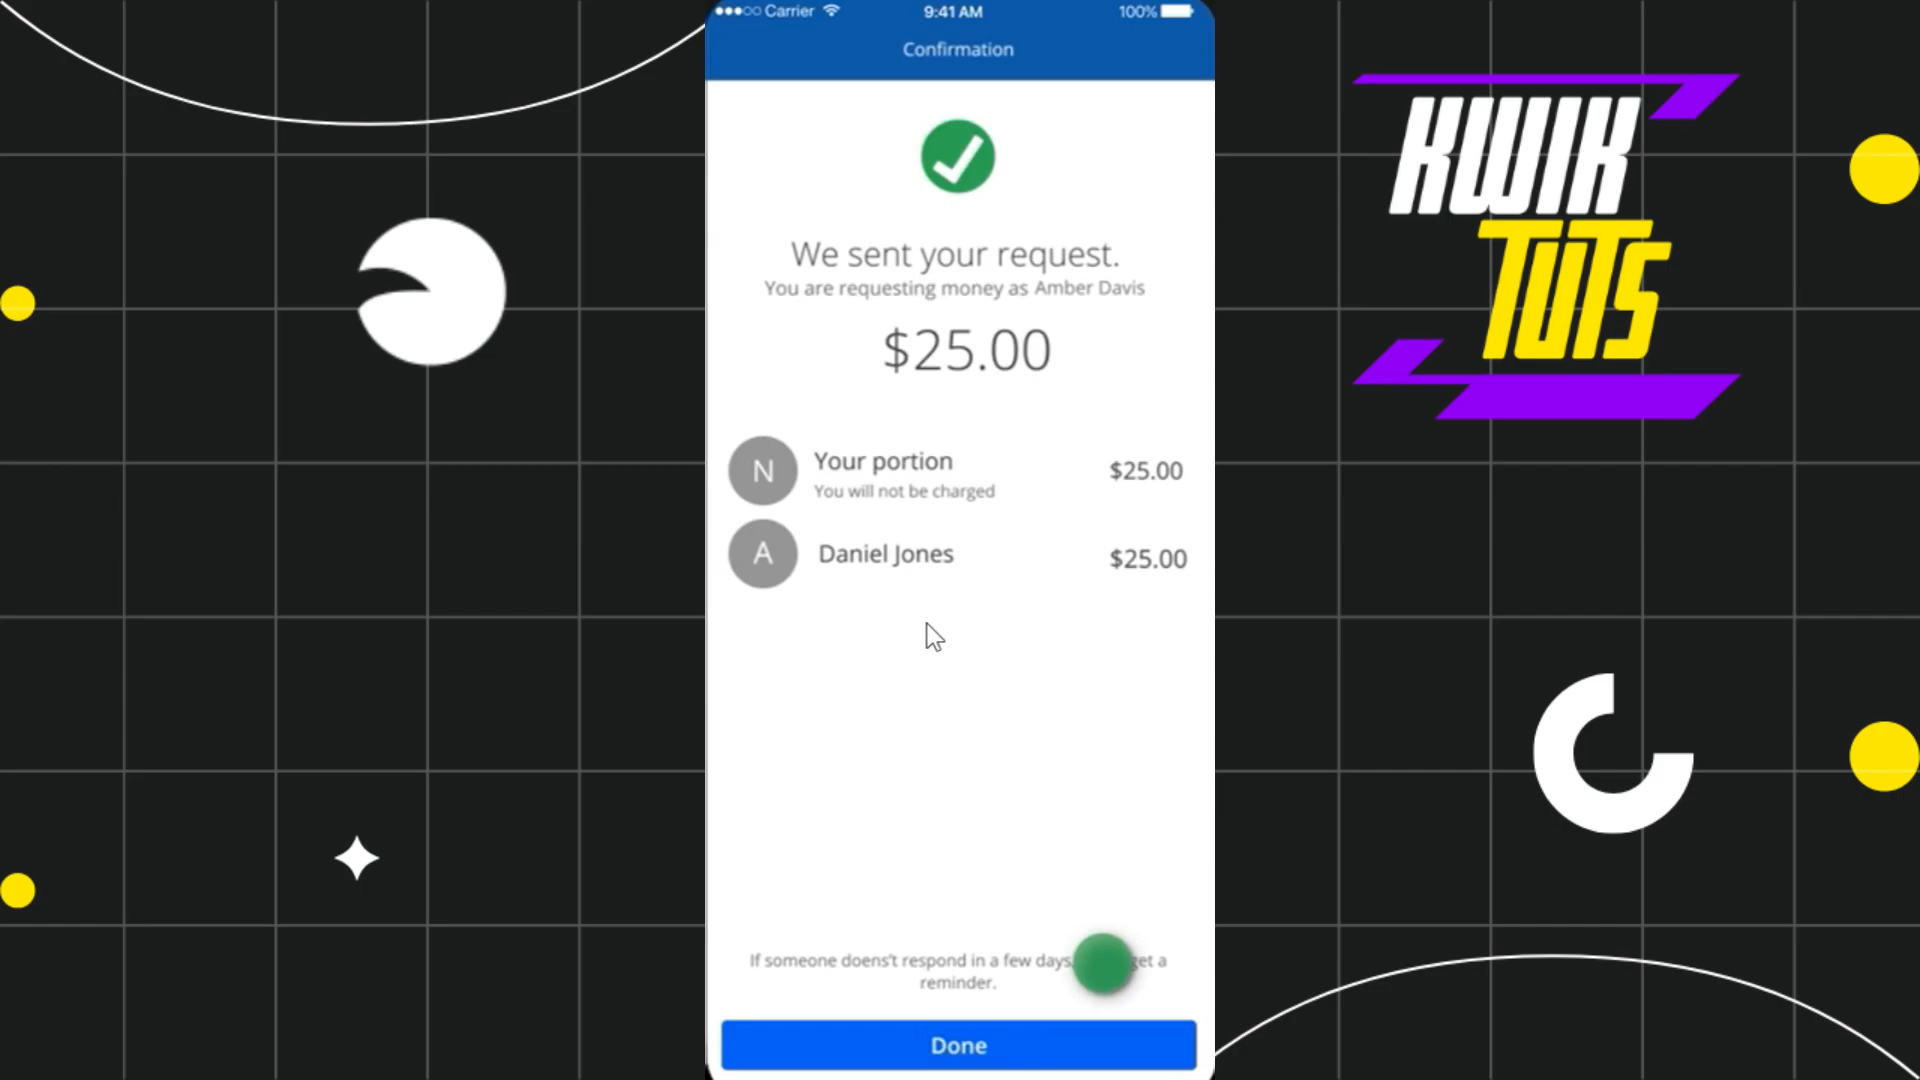 Carrier
9:41 AM
100%
Confirmation
We sent your request.
You are requesting money as Amber Davis
$25.00
N
Your portion
You will not be charged
$25.00
A
Daniel Jones
$25.00
If someone doens't respond in a few days, get a
reminder.
Done
KWIK
TUTS